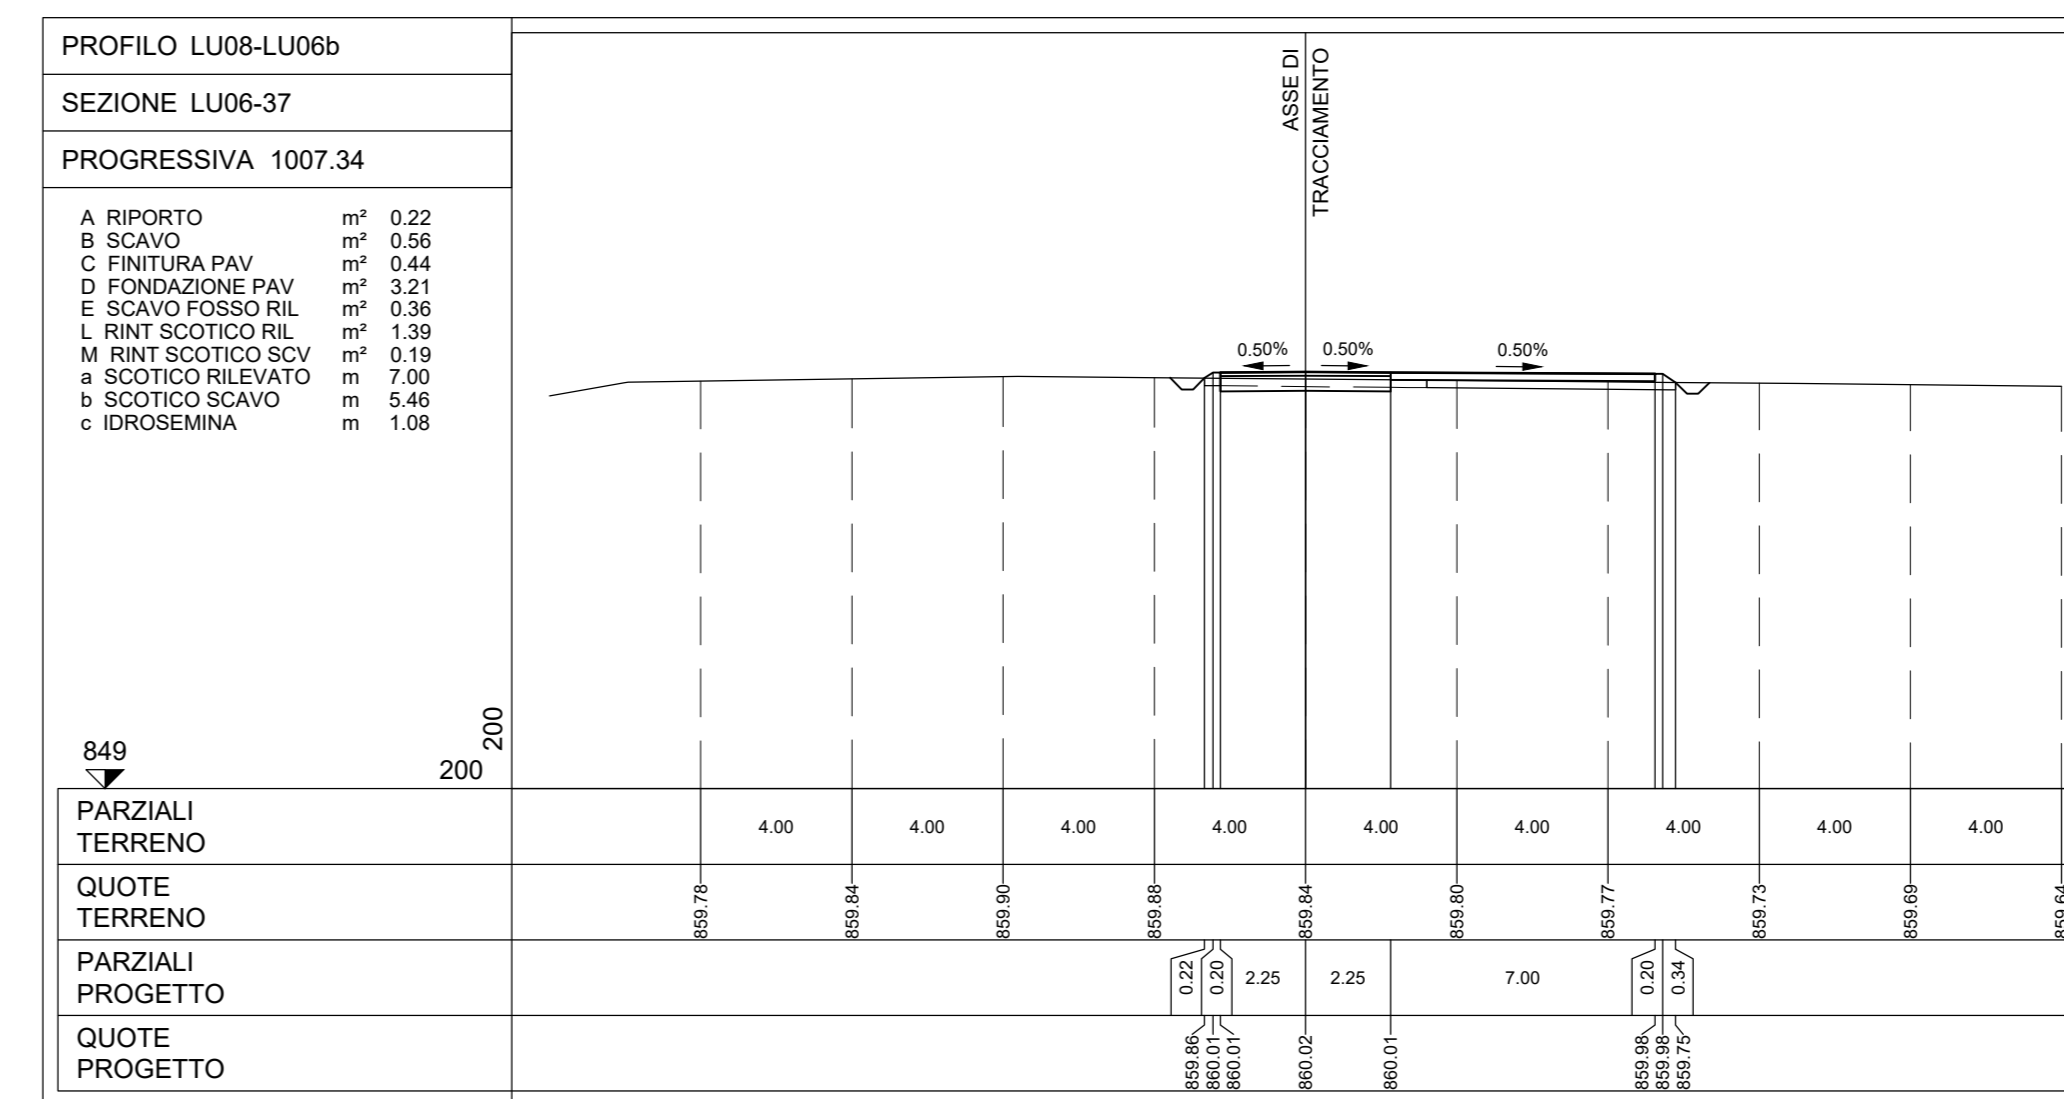 PROFILO LU08-LU06b
SEZIONE LU06-37
PROGRESSIVA 1007.34
A RIPORTO m² 0.22
B SCAVO m² 0.56
C FINITURA PAV m² 0.44
D FONDAZIONE PAV m² 3.21
E SCAVO FOSSO RIL m² 0.36
L RINT SCOTICO RIL m² 1.39
M RINT SCOTICO SCV m² 0.19
a SCOTICO RILEVATO m 7.00
b SCOTICO SCAVO m 5.46
c IDROSEMINA m 1.08
ASSE DI
TRACCIAMENTO
0.50% 0.50% 0.50%
849
200
200
PARZIALI
TERRENO
4.00 4.00 4.00 4.00 4.00 4.00 4.00 4.00 4.00
QUOTE
TERRENO
859.78 859.84 859.90 859.88 859.84 859.80 859.77 859.73 859.69 859.64
PARZIALI
PROGETTO
0.22 0.20 2.25 2.25 7.00 0.20 0.34
QUOTE
PROGETTO
859.86 860.01 860.01 860.02 860.01 859.98 859.98 859.75